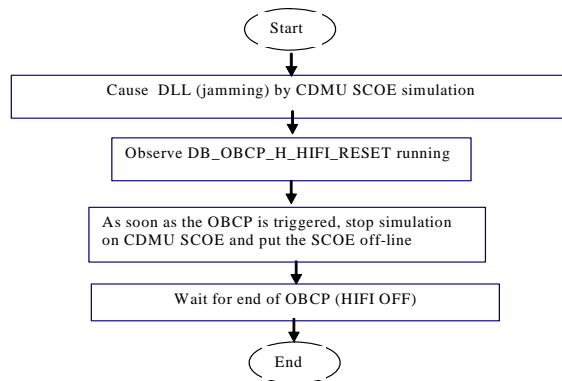 Start
Cause DLL (jamming) by CDMU SCOE simulation
Observe DB_OBCP_H_HIFI_RESET running
As soon as the OBCP is triggered, stop simulation
on CDMU SCOE and put the SCOE off-line
Wait for end of OBCP (HIFI OFF)
End